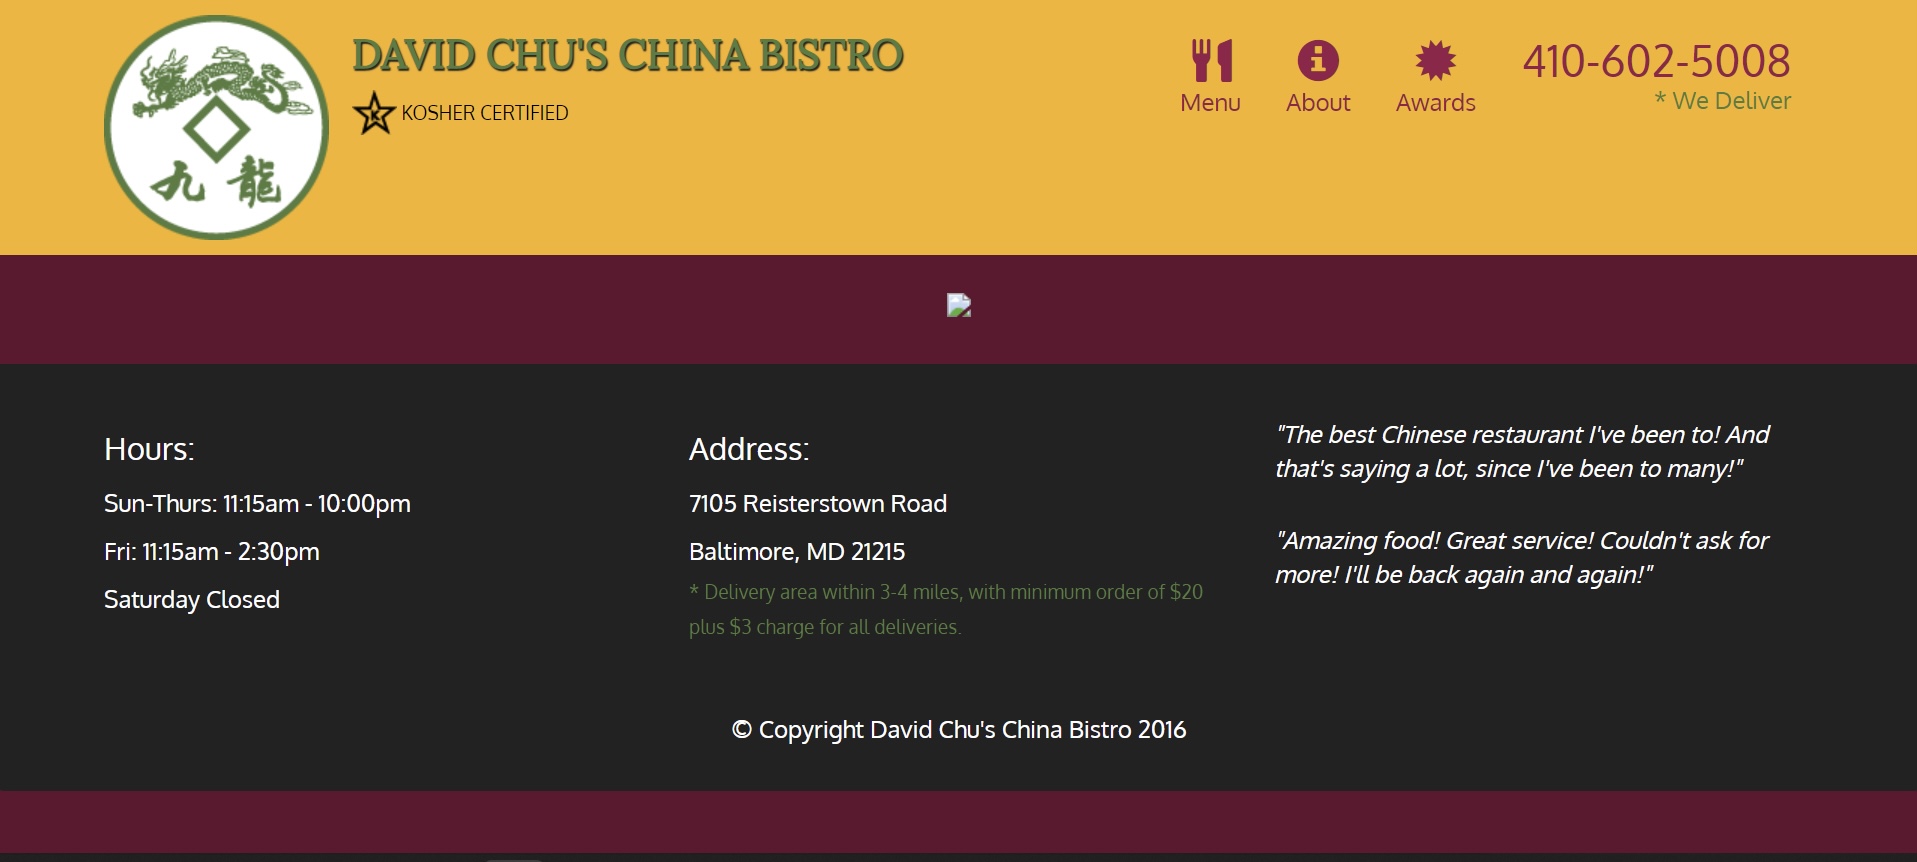 DAVID CHU'S CHINA BISTRO
KOSHER CERTIFIED
K
九龍
Menu
About
Awards
410-602-5008
* We Deliver
Hours:
Sun-Thurs: 11:15am - 10:00pm
Fri: 11:15am - 2:30pm
Saturday Closed
Address:
7105 Reisterstown Road
Baltimore, MD 21215
* Delivery area within 3-4 miles, with minimum order of $20
plus $3 charge for all deliveries.
"The best Chinese restaurant I've been to! And
that's saying a lot, since I've been to many!"
"Amazing food! Great service! Couldn't ask for
more! I'll be back again and again!"
© Copyright David Chu's China Bistro 2016